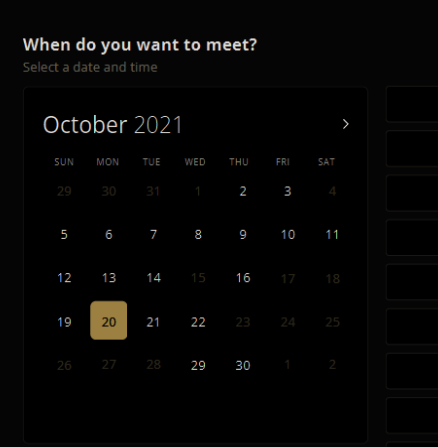 When do you want to meet?
Select a date and time
October 2021
SUN MON TUE WED THU FRI SAT
29 30 31 1 2 3 4
5 6 7 8 9 10 11
12 13 14 15 16 17 18
19 20 21 22 23 24 25
26 27 28 29 30 1 2